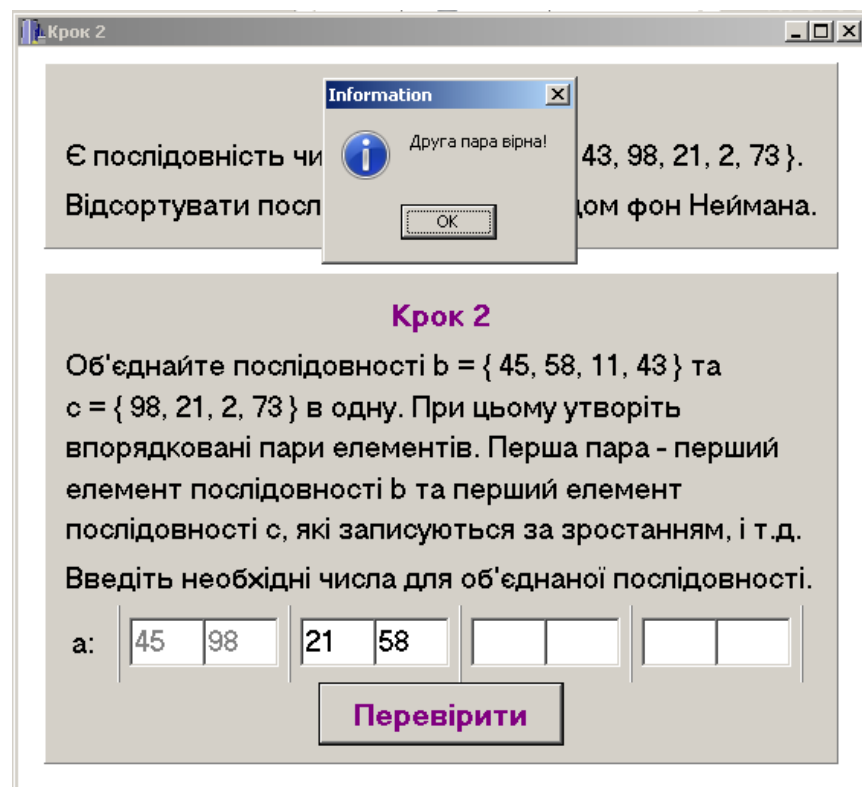 Крок 2
Information
Друга пара вірна!
OK
Є послідовність чи 43, 98, 21, 2, 73 }.
Відсортувати посл дом фон Неймана.
Крок 2
Об'єднайте послідовності b = { 45, 58, 11, 43 } та
c = { 98, 21, 2, 73 } в одну. При цьому утворіть
впорядковані пари елементів. Перша пара - перший
елемент послідовності b та перший елемент
послідовності c, які записуються за зростанням, і т.д.
Введіть необхідні числа для об'єднаної послідовності.
a: 45 98 21 58
Перевірити